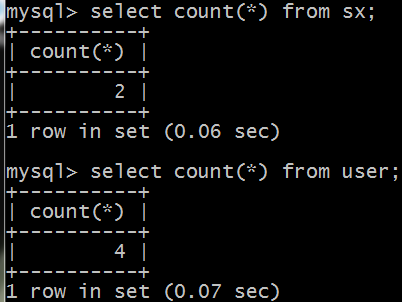 mysql> select count(*) from sx;
+----------+
| count(*) |
+----------+
|        2 |
+----------+
1 row in set (0.06 sec)
mysql> select count(*) from user;
+----------+
| count(*) |
+----------+
|        4 |
+----------+
1 row in set (0.07 sec)